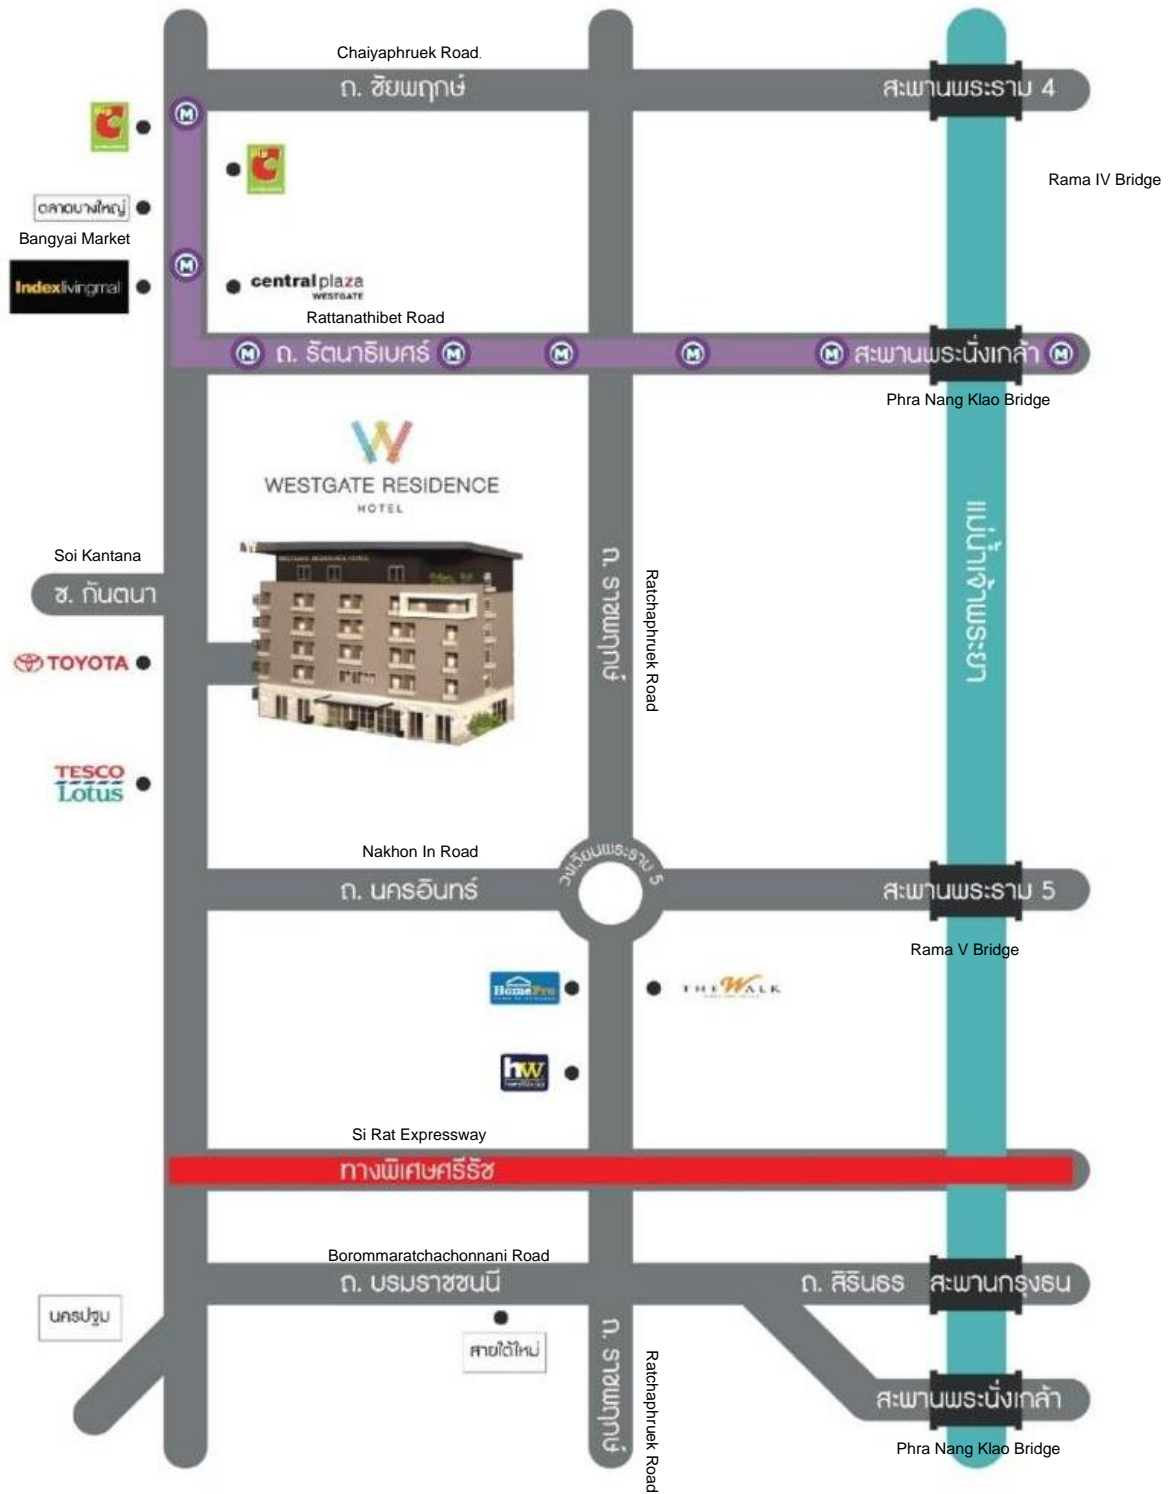 Chaiyaphruek Road.
ถ. ชัยพฤกษ์
สะพานพระราม 4
M
Big C
Big C
Rama IV Bridge
ตลาดบางใหญ่
Bangyai Market
M
Indexlivingmall
centralplaza
WESTGATE
Rattanathibet Road
M ถ. รัตนาธิเบศร์ M M M M สะพานพระนั่งเกล้า M
Phra Nang Klao Bridge
W
WESTGATE RESIDENCE
HOTEL
แม่น้ำเจ้าพระยา
WESTGATE RESIDENCE HOTEL
Soi Kantana
ซ. กันตนา
ถ. ราชพฤกษ์
Ratchaphruek Road
TOYOTA
TESCO
Lotus
Nakhon In Road
วงเวียนพระราม 5
ถ. นครอินทร์
สะพานพระราม 5
Rama V Bridge
HomePro
THE WALK
hw
Si Rat Expressway
ทางพิเศษศรีรัช
Borommaratchachonnani Road
ถ. บรมราชชนนี
ถ. สิรินธร
สะพานกรุงธน
นครปฐม
สายใต้ใหม่
ถ. ราชพฤกษ์
Ratchaphruek Road
สะพานพระนั่งเกล้า
Phra Nang Klao Bridge